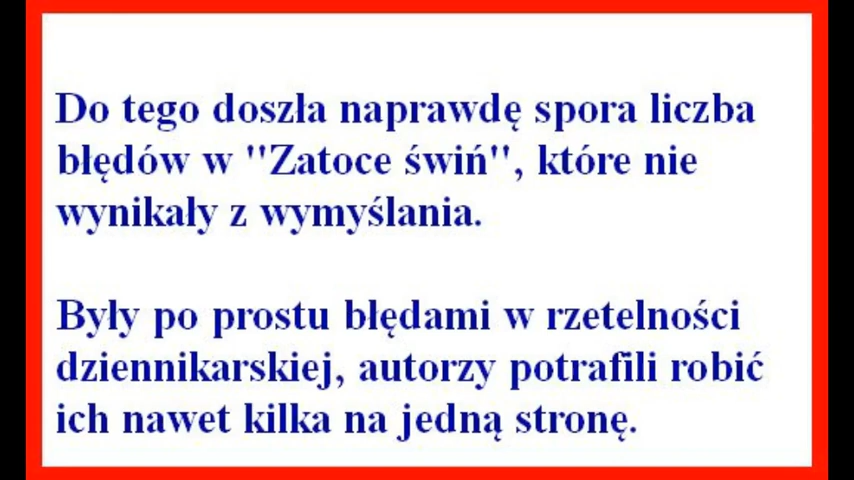 Do tego doszła naprawdę spora liczba
błędów w "Zatoce świń", które nie
wynikały z wymyślania.
Były po prostu błędami w rzetelności
dziennikarskiej, autorzy potrafili robić
ich nawet kilka na jedną stronę.